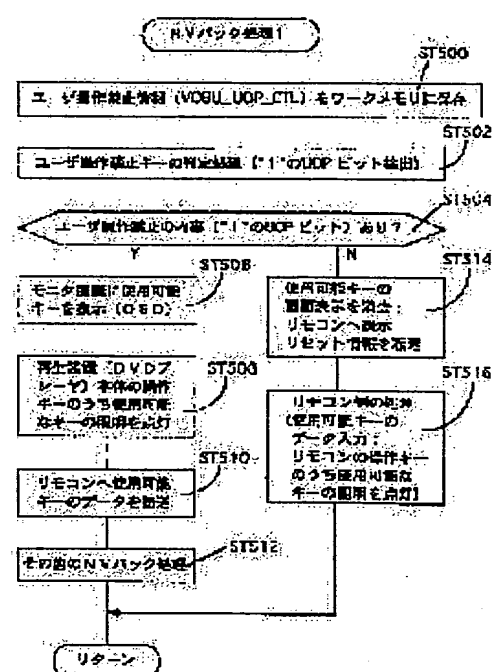 NVパック処理1
ST500
ユーザ操作禁止情報 (VOBU_UOP_CTL) をワークメモリに保存
ST502
ユーザ操作禁止キーの判定処理 ("1"のUOP ビット検出)
ST504
ユーザ操作禁止の内容 ("1"のUOP ビット) あり?
Y
N
ST506
モニタ画面に使用可能
キーを表示 (OSD)
ST514
使用可能キーの
画面表示を消去:
リモコンへ表示
リセット情報を転送
ST508
再生装置 (DVDプ
レーヤ) 本体の操作
キーのうち使用可能
なキーの照明を点灯
ST516
リモコン側の処理
(使用可能キーの
データ入力:
リモコンの操作キー
のうち使用可能な
キーの照明を点灯)
ST510
リモコンへ使用可能
キーのデータを転送
ST512
その他のNVパック処理
リターン